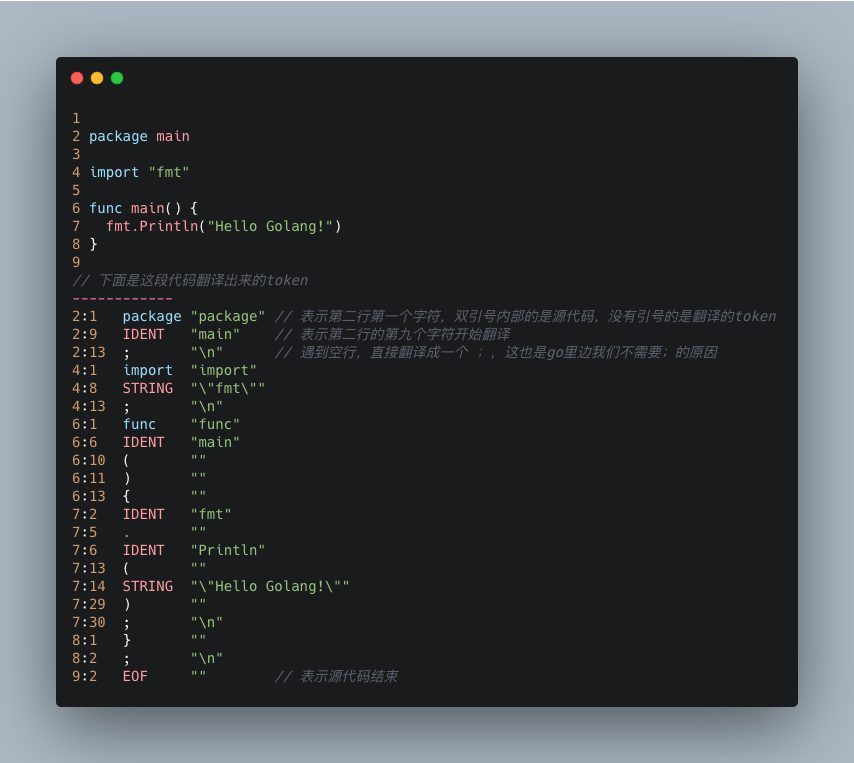 1
2 package main
3
4 import "fmt"
5
6 func main() {
7   fmt.Println("Hello Golang!")
8 }
9
// 下面是这段代码翻译出来的token
------------
2:1   package "package" // 表示第二行第一个字符，双引号内部的是源代码，没有引号的是翻译的token
2:9   IDENT   "main"    // 表示第二行的第九个字符开始翻译
2:13  ;       "\n"      // 遇到空行，直接翻译成一个 ；，这也是go里边我们不需要；的原因
4:1   import  "import"
4:8   STRING  "\"fmt\""
4:13  ;       "\n"
6:1   func    "func"
6:6   IDENT   "main"
6:10  (       ""
6:11  )       ""
6:13  {       ""
7:2   IDENT   "fmt"
7:5   .       ""
7:6   IDENT   "Println"
7:13  (       ""
7:14  STRING  "\"Hello Golang!\""
7:29  )       ""
7:30  ;       "\n"
8:1   }       ""
8:2   ;       "\n"
9:2   EOF     ""        // 表示源代码结束